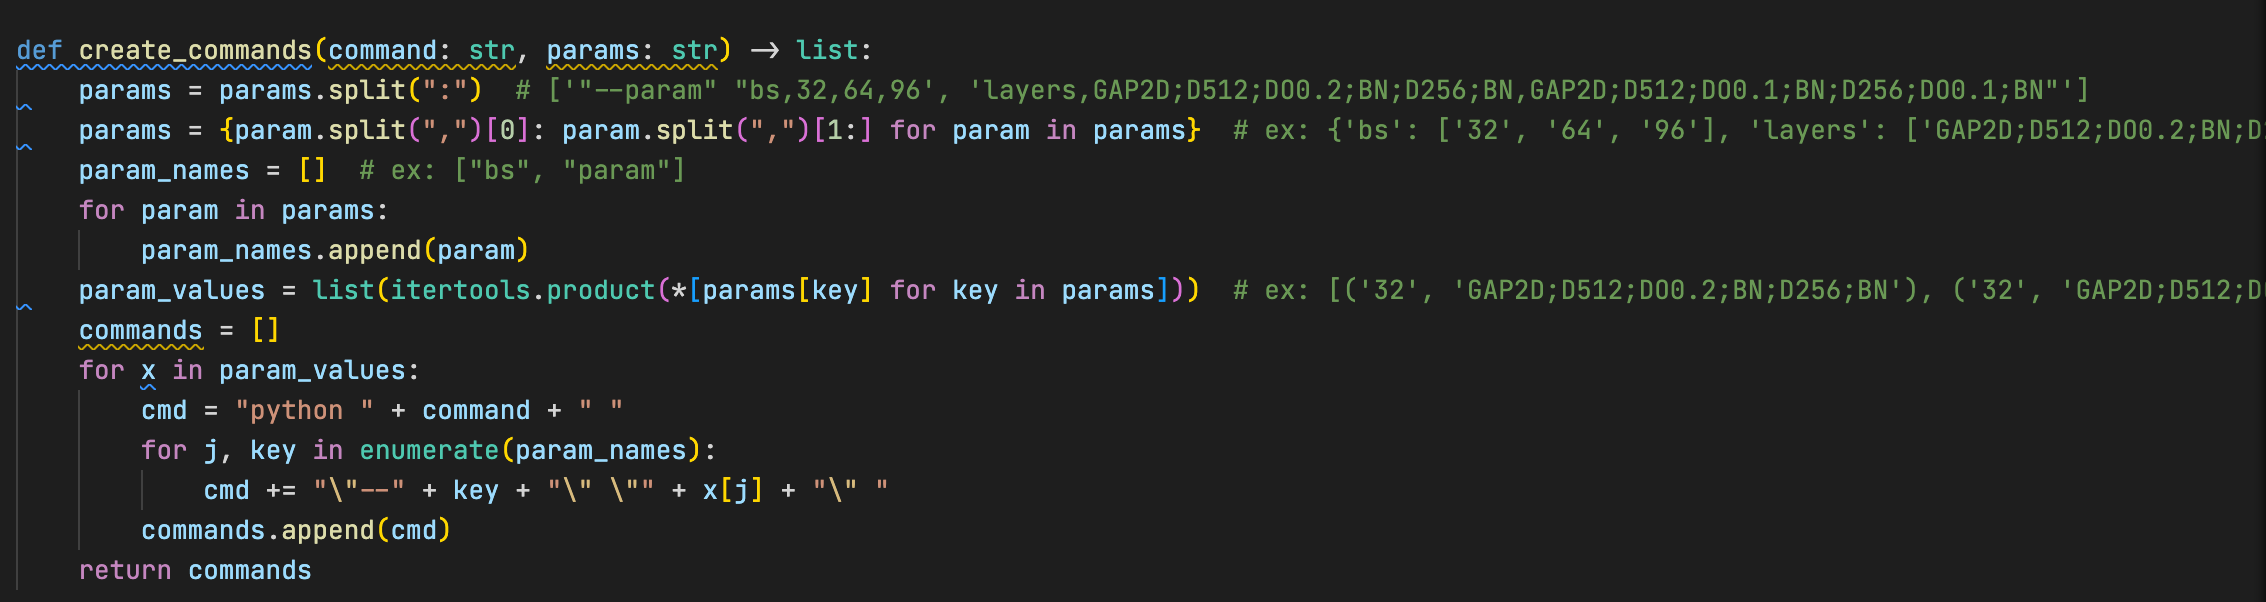 def create_commands(command: str, params: str) -> list:
    params = params.split(":")  # ['"--param" "bs,32,64,96', 'layers,GAP2D;D512;DO0.2;BN;D256;BN,GAP2D;D512;DO0.1;BN;D256;DO0.1;BN"']
    params = {param.split(",")[0]: param.split(",")[1:] for param in params}  # ex: {'bs': ['32', '64', '96'], 'layers': ['GAP2D;D512;DO0.2;BN;D
    param_names = []  # ex: ["bs", "param"]
    for param in params:
        param_names.append(param)
    param_values = list(itertools.product(*[params[key] for key in params]))  # ex: [('32', 'GAP2D;D512;DO0.2;BN;D256;BN'), ('32', 'GAP2D;D512;D
    commands = []
    for x in param_values:
        cmd = "python " + command + " "
        for j, key in enumerate(param_names):
            cmd += "\"--" + key + "\" \"" + x[j] + "\" "
        commands.append(cmd)
    return commands